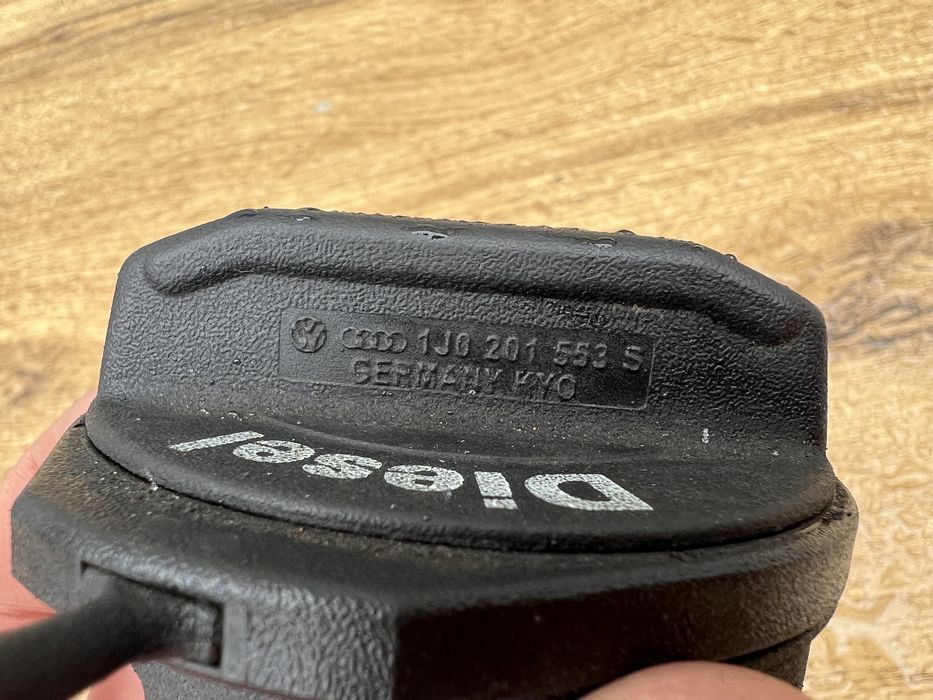 1J0 201 553 S
GERMANY KYO
Diesel